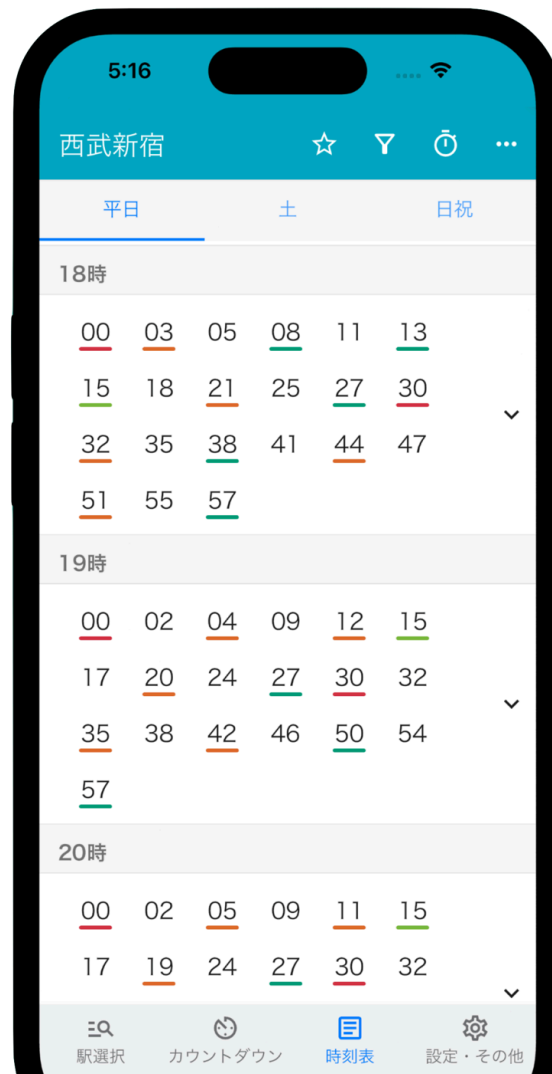 5:16
西武新宿
平日 土 日祝
18時
00 03 05 08 11 13
15 18 21 25 27 30
32 35 38 41 44 47
51 55 57
19時
00 02 04 09 12 15
17 20 24 27 30 32
35 38 42 46 50 54
57
20時
00 02 05 09 11 15
17 19 24 27 30 32
駅選択 カウントダウン 時刻表 設定・その他